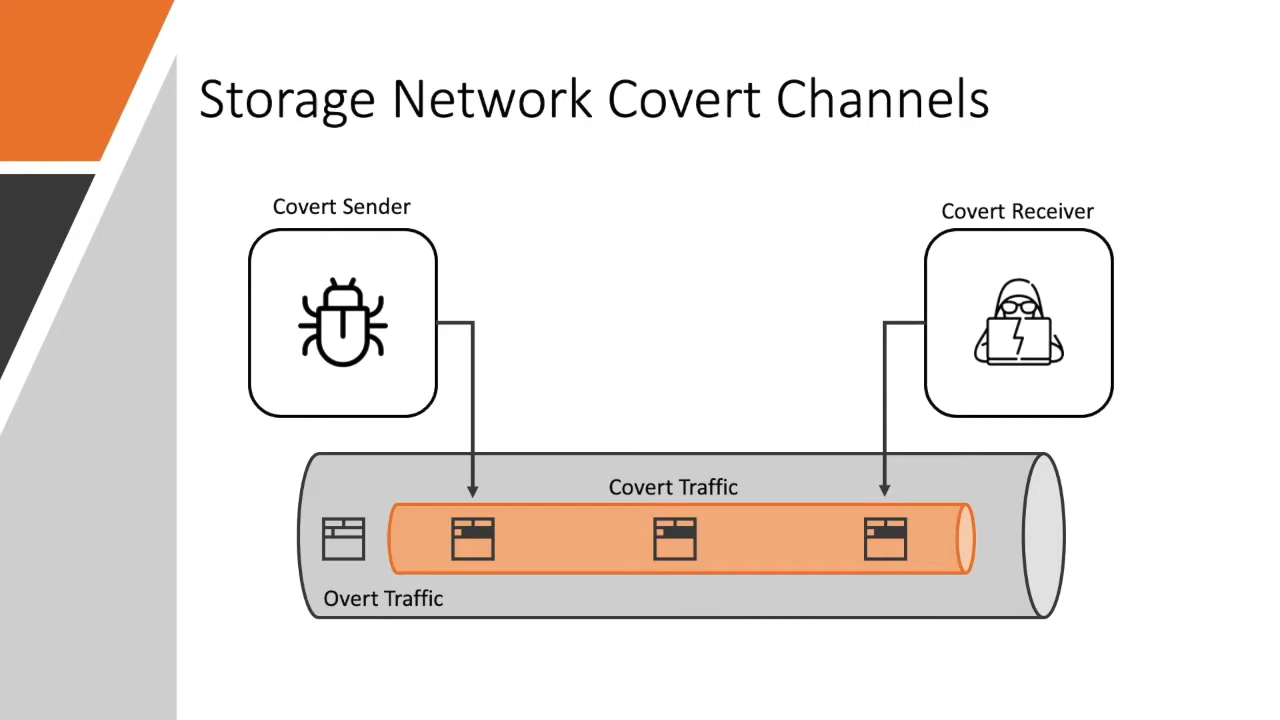 Storage Network Covert Channels
Covert Sender
Covert Receiver
Covert Traffic
Overt Traffic